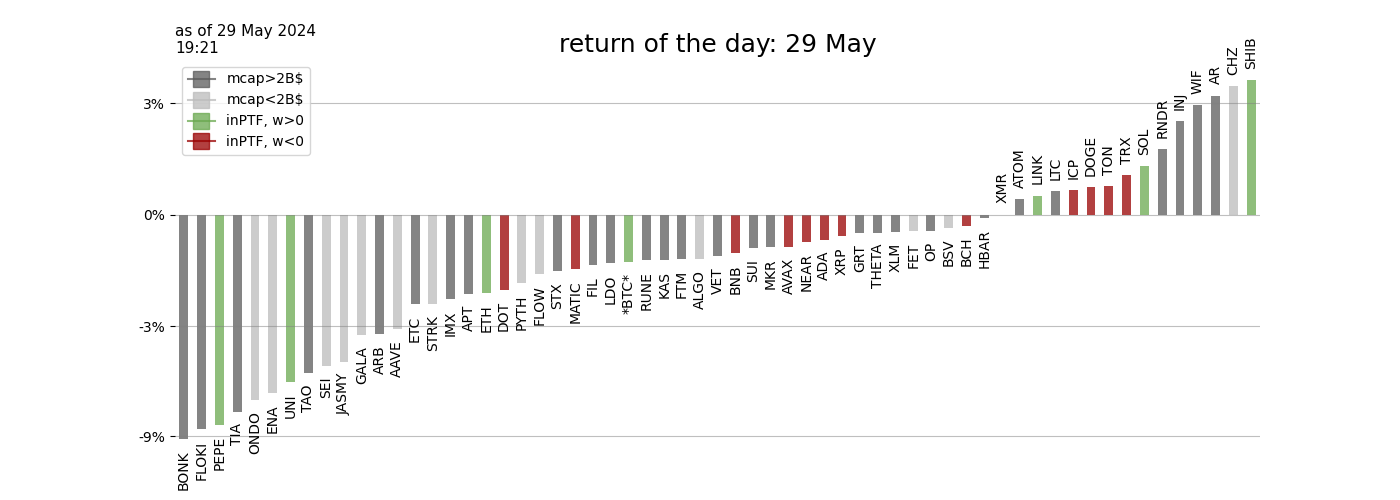 as of 29 May 2024
19:21
return of the day: 29 May
mcap>2B$
mcap<2B$
inPTF, w>0
inPTF, w<0
3%
0%
-3%
-9%
BONK
FLOKI
PEPE
TIA
ONDO
ENA
UNI
TAO
SEI
JASMY
GALA
ARB
AAVE
ETC
STRK
IMX
APT
ETH
DOT
PYTH
FLOW
STX
MATIC
FIL
LDO
*BTC*
RUNE
KAS
FTM
ALGO
VET
BNB
SUI
MKR
AVAX
NEAR
ADA
XRP
GRT
THETA
XLM
FET
OP
BSV
BCH
HBAR
XMR
ATOM
LINK
LTC
ICP
DOGE
TON
TRX
SOL
RNDR
INJ
WIF
AR
CHZ
SHIB